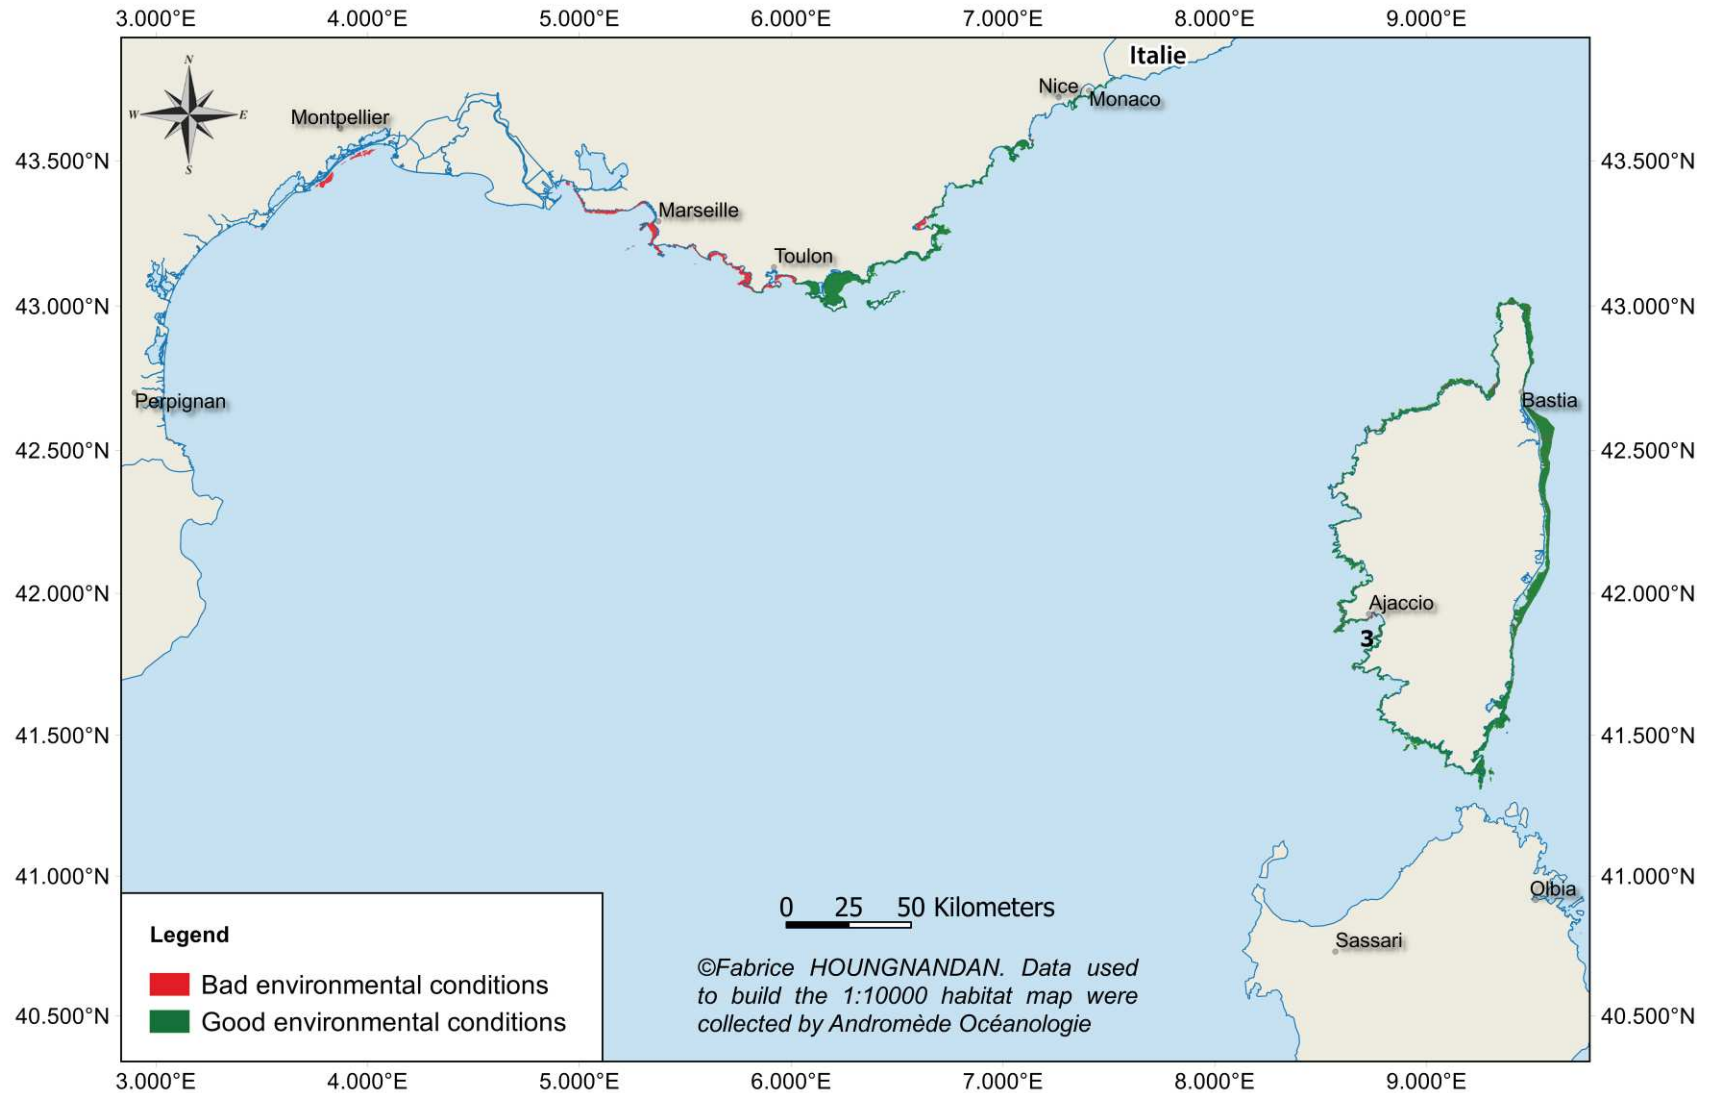 3.000°E 4.000°E 5.000°E 6.000°E 7.000°E 8.000°E 9.000°E
Italie
N
W E
S
Nice
Monaco
Montpellier
43.500°N 43.500°N
Marseille
Toulon
43.000°N 43.000°N
Perpignan
Bastia
42.500°N 42.500°N
42.000°N 42.000°N
Ajaccio
3
41.500°N 41.500°N
41.000°N 41.000°N
Olbia
0 25 50 Kilometers
Legend
Sassari
©Fabrice HOUNGNANDAN. Data used
to build the 1:10000 habitat map were
collected by Andromède Océanologie
Bad environmental conditions
Good environmental conditions
40.500°N 40.500°N
3.000°E 4.000°E 5.000°E 6.000°E 7.000°E 8.000°E 9.000°E